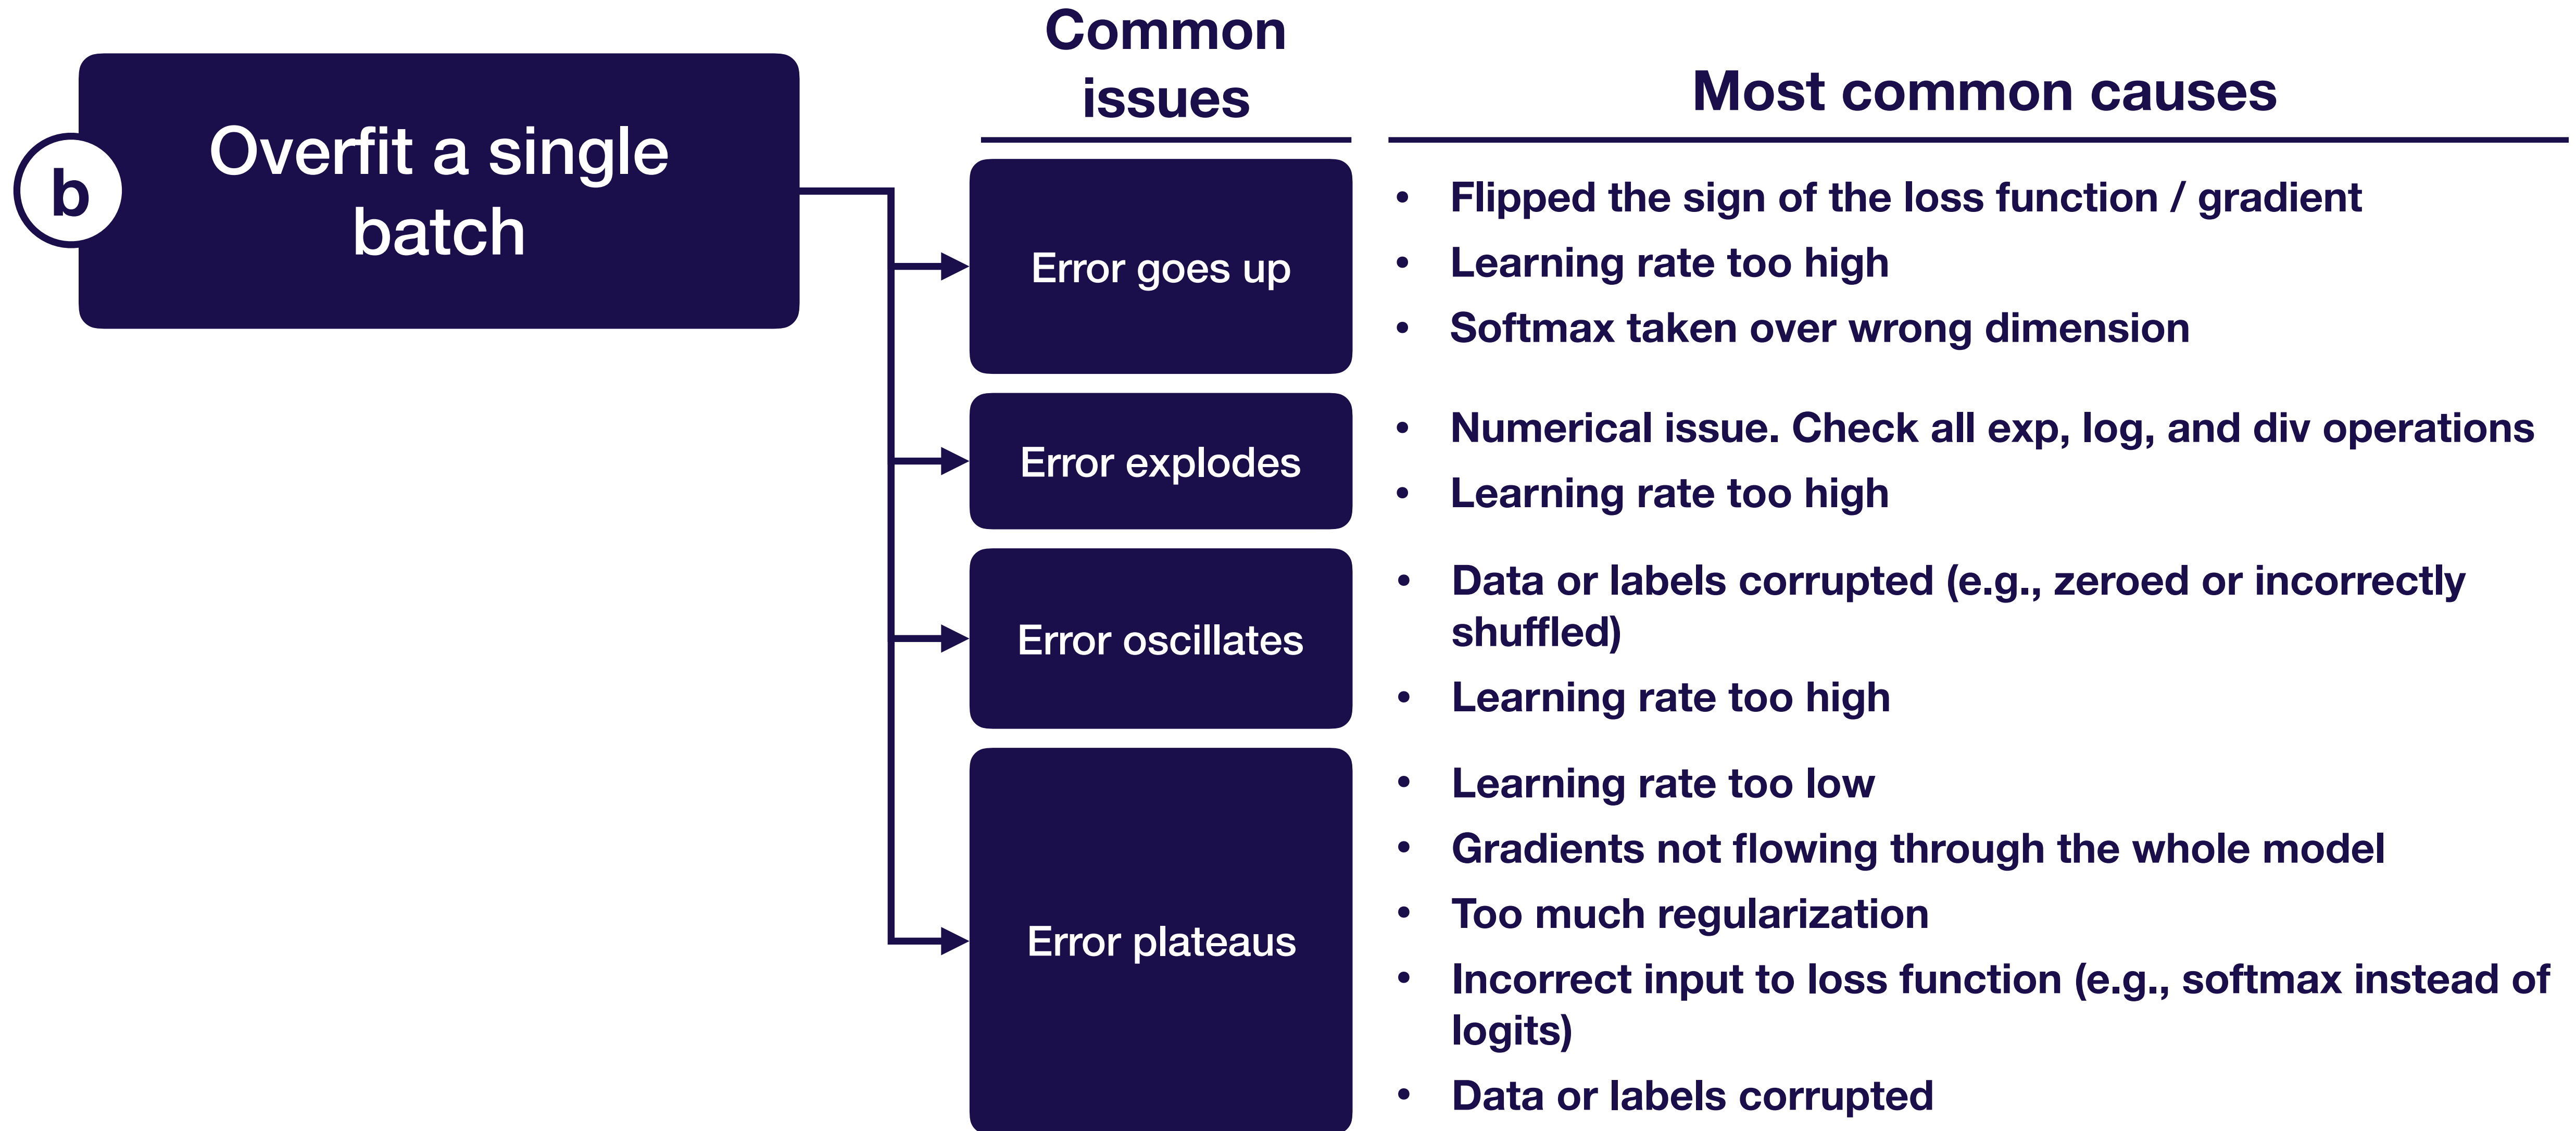 Common
issues
Most common causes
b
Overfit a single
batch
Error goes up
• Flipped the sign of the loss function / gradient
• Learning rate too high
• Softmax taken over wrong dimension
Error explodes
• Numerical issue. Check all exp, log, and div operations
• Learning rate too high
Error oscillates
• Data or labels corrupted (e.g., zeroed or incorrectly
shuffled)
• Learning rate too high
Error plateaus
• Learning rate too low
• Gradients not flowing through the whole model
• Too much regularization
• Incorrect input to loss function (e.g., softmax instead of
logits)
• Data or labels corrupted